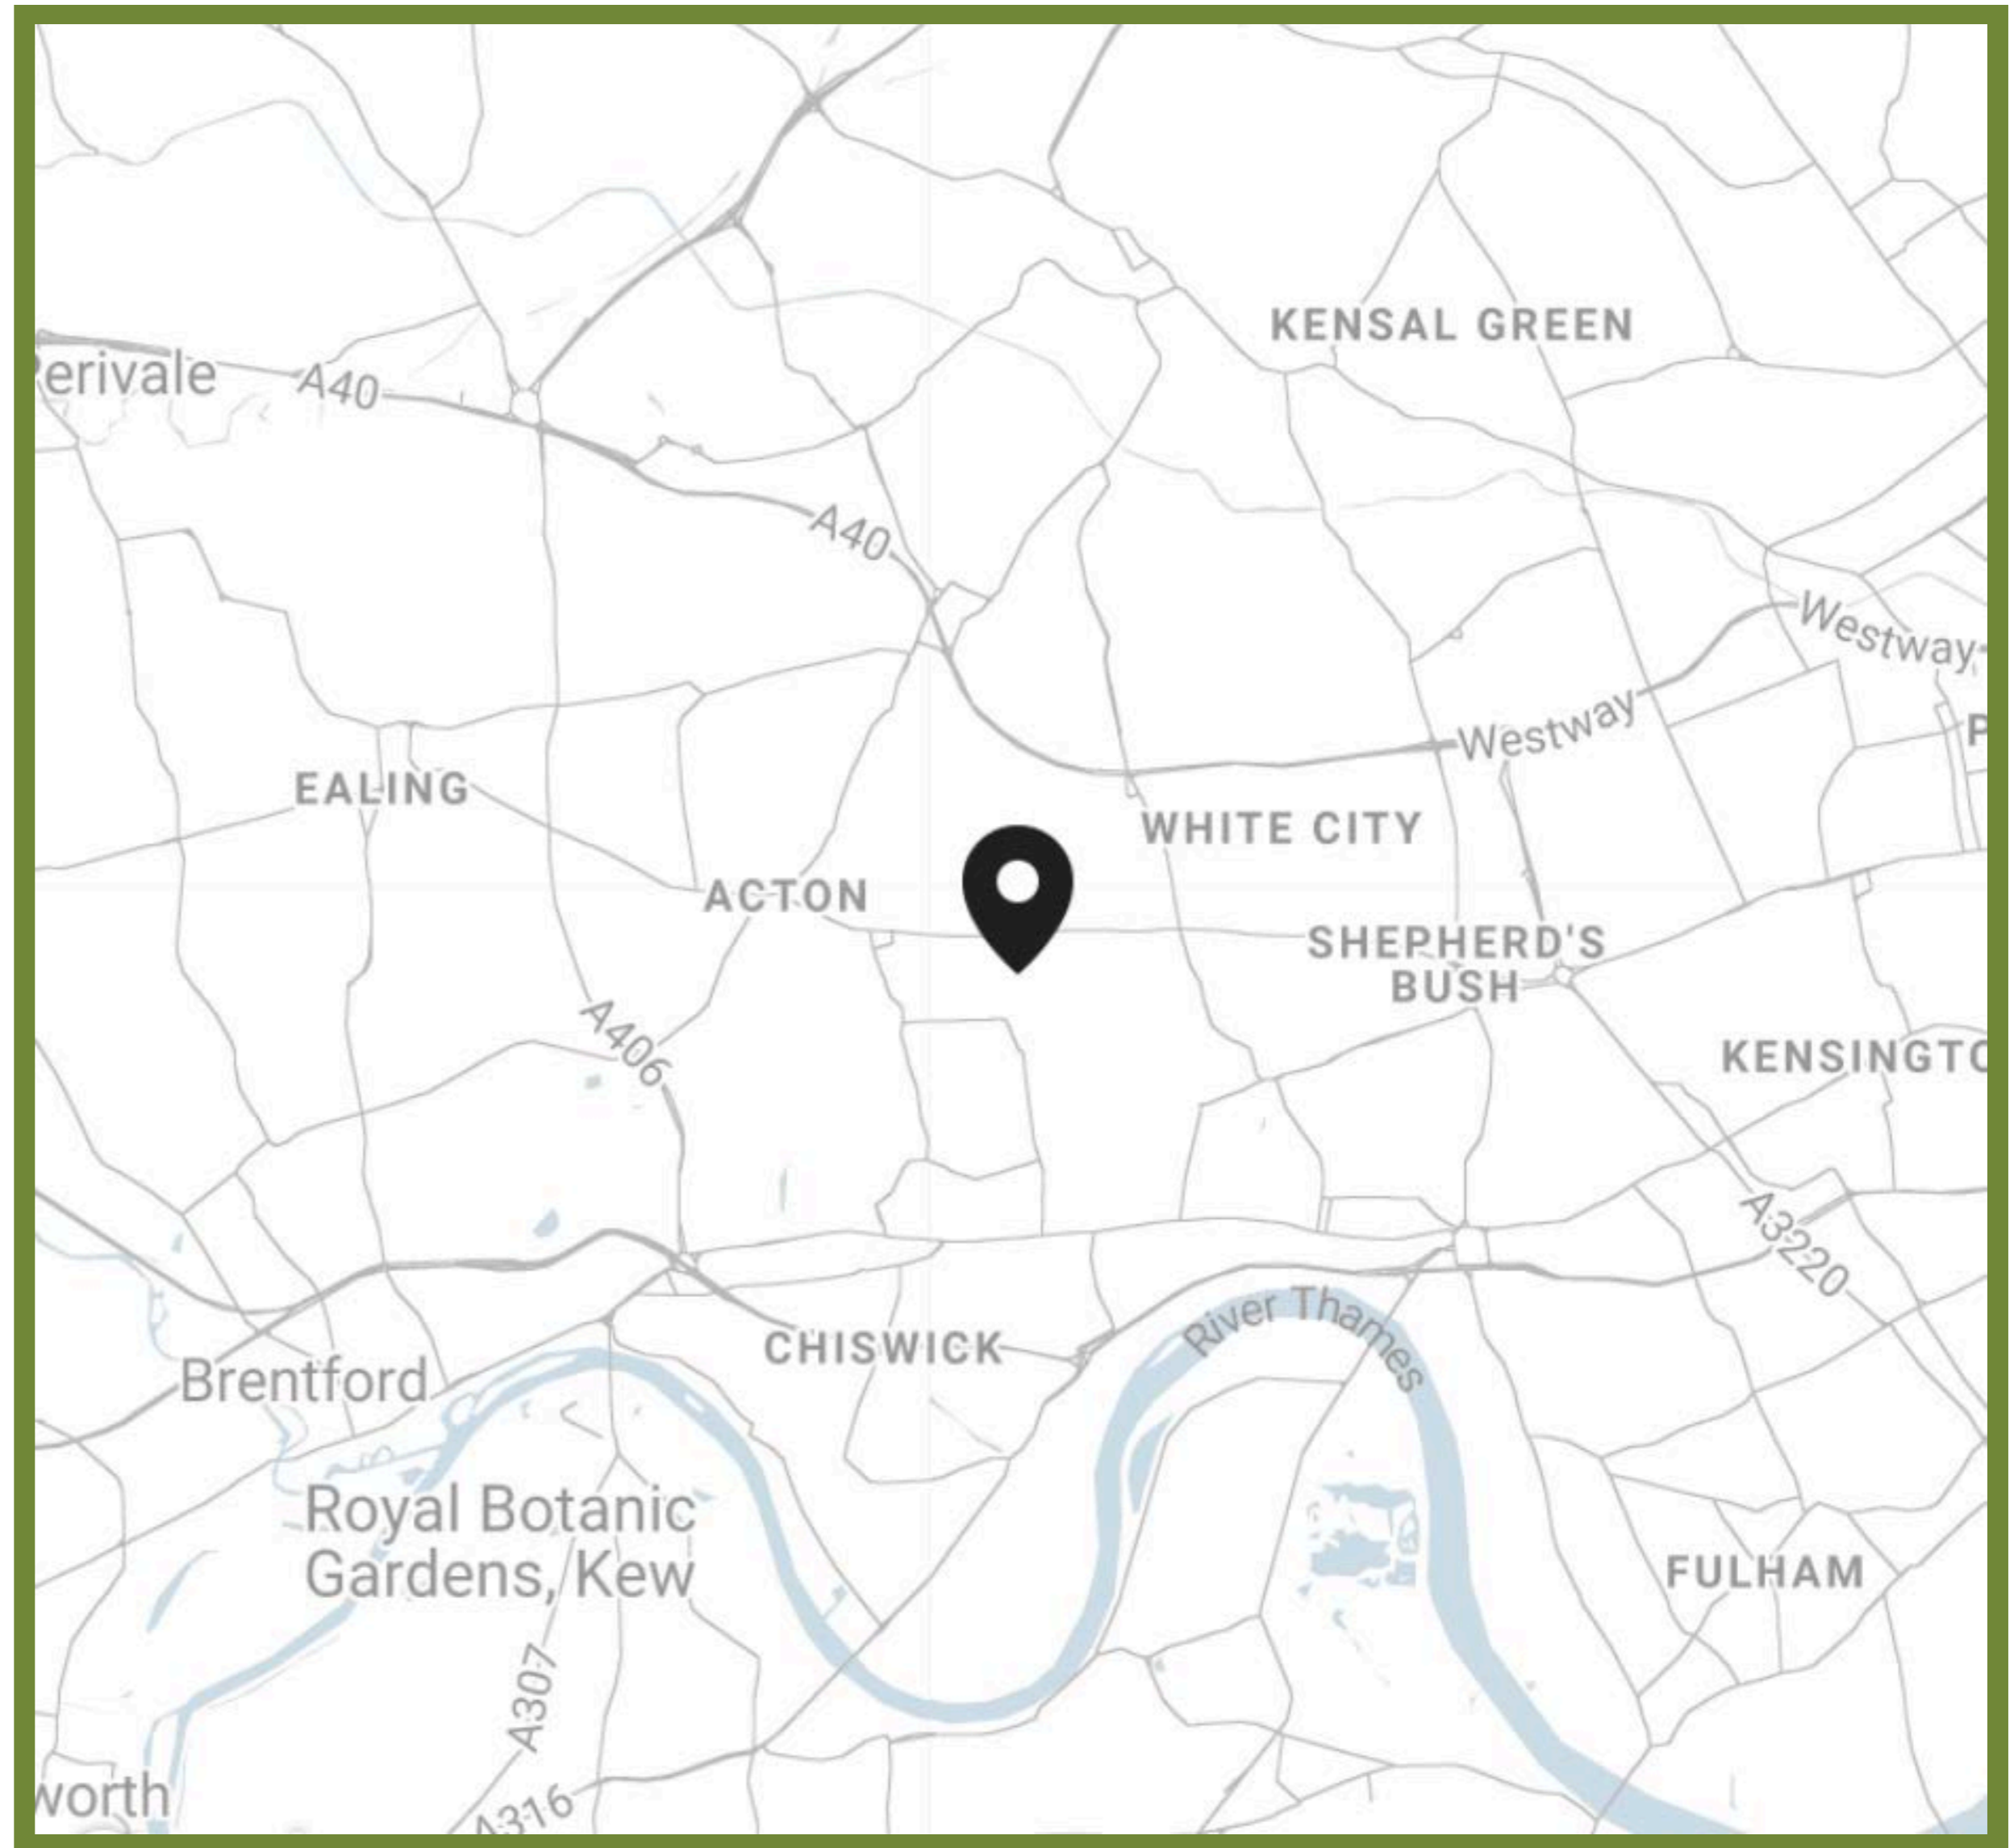 KENSAL GREEN
erivale
A40
A40
Westway
Westway
P
EALING
WHITE CITY
ACTON
SHEPHERD'S
BUSH
A406
KENSINGTO
A3220
River Thames
CHISWICK
Brentford
Royal Botanic
Gardens, Kew
FULHAM
A307
worth
A316